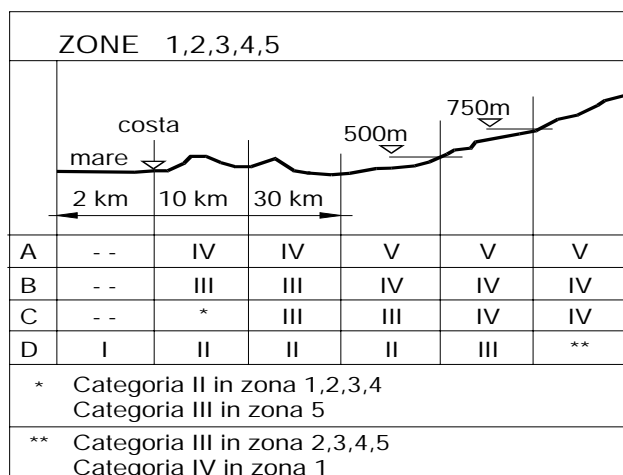 ZONE 1,2,3,4,5
costa
750m
500m
mare
2 km 10 km 30 km
A -- IV IV V V V
B -- III III IV IV IV
C -- * III III IV IV
D I II II II III **
* Categoria II in zona 1,2,3,4
Categoria III in zona 5
** Categoria III in zona 2,3,4,5
Categoria IV in zona 1